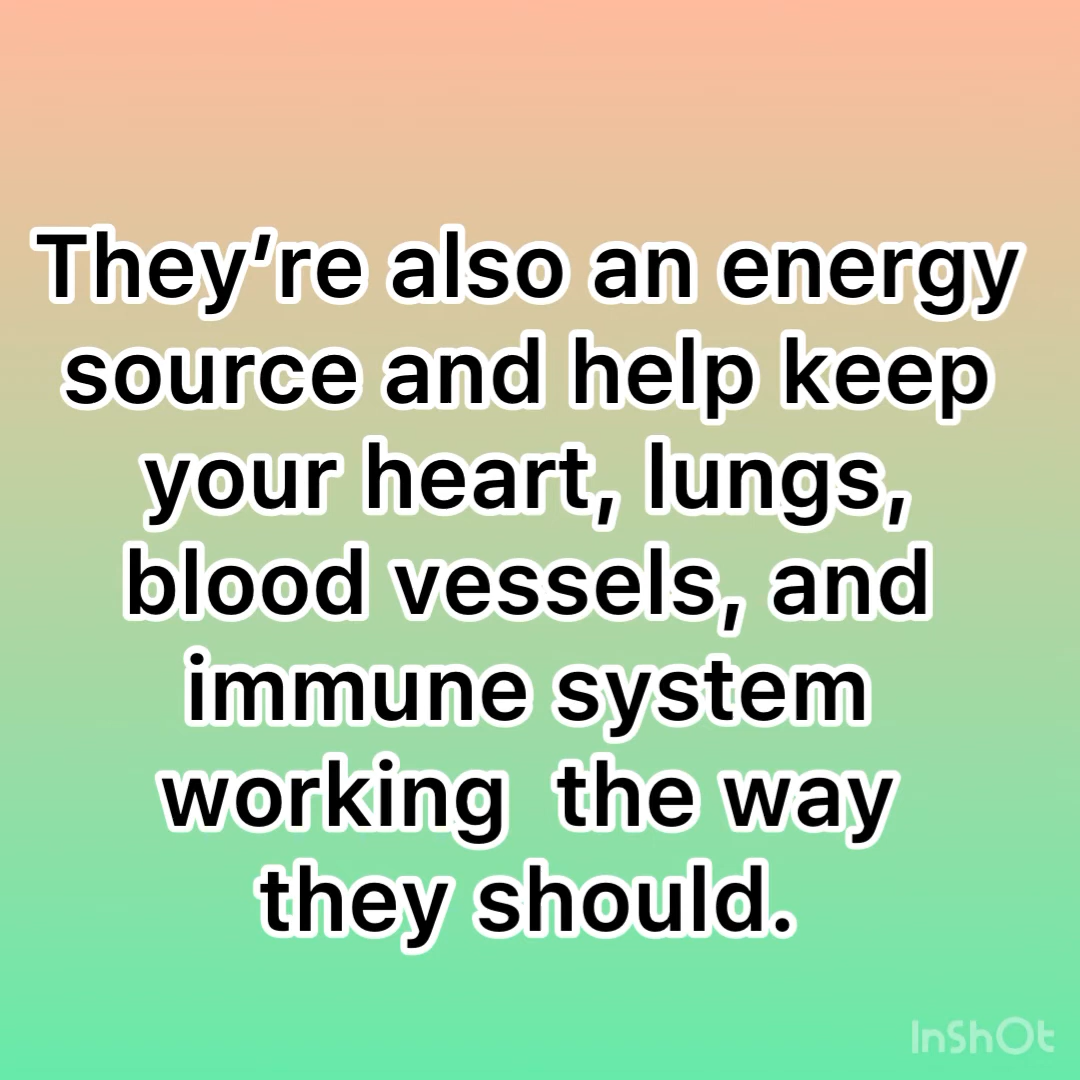 They’re also an energy
source and help keep
your heart, lungs,
blood vessels, and
immune system
working  the way
they should.
InShOt